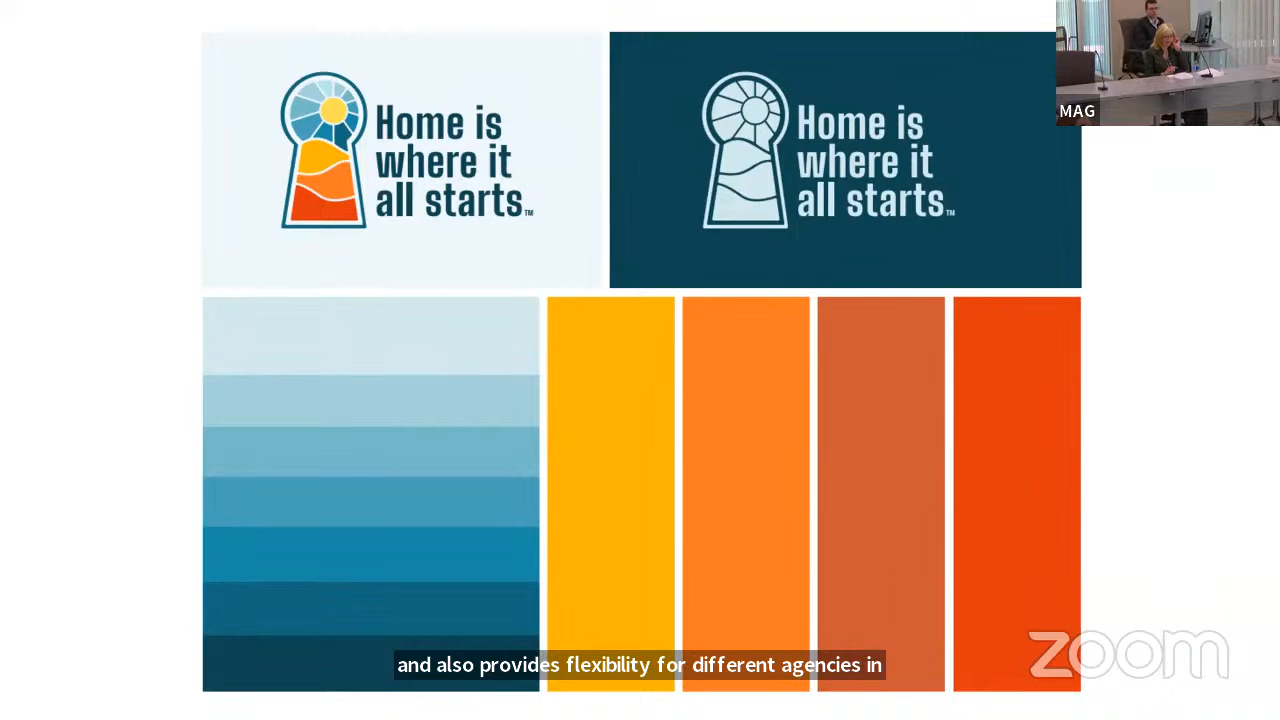 Home is
where it
all starts.™
Home is
where it
all starts.™
MAG
and also provides flexibility for different agencies in
zoom